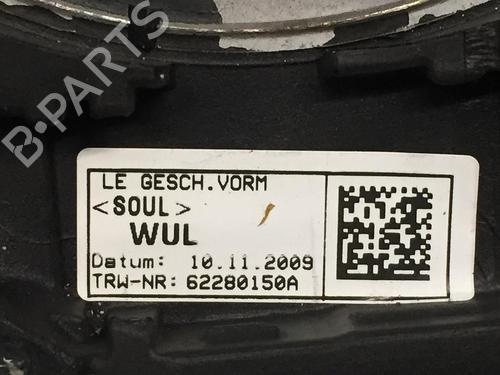 B-PARTS
LE GESCH.VORM
<SOUL>
WUL
Datum: 10.11.2009
TRW-NR: 62280150A